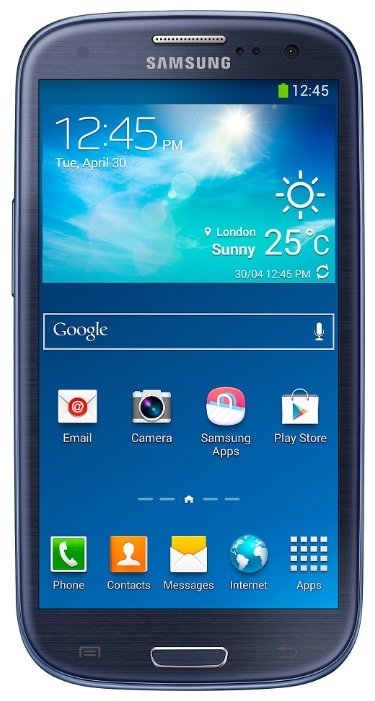 SAMSUNG
12:45
12:45 PM
Tue, April 30
London
Sunny 25°C
30/04 12:45 PM
Google
@
Email
Camera
Samsung Apps
Play Store
Phone
Contacts
Messages
Internet
Apps